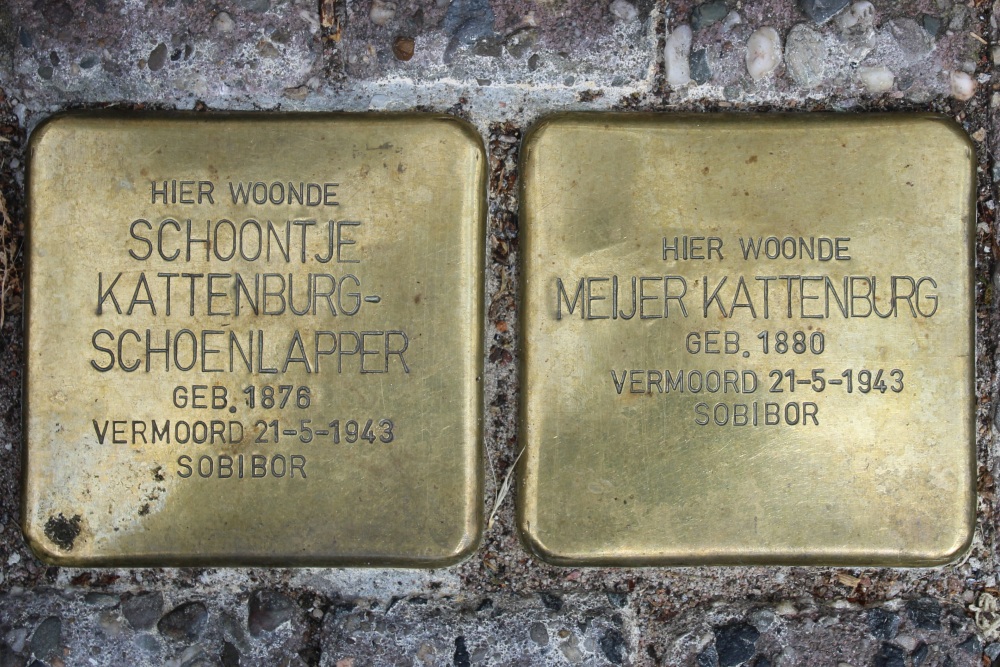 HIER WOONDE
SCHOONTJE
KATTENBURG-
SCHOENLAPPER
GEB. 1876
VERMOORD 21-5-1943
SOBIBOR
HIER WOONDE
MEIJER KATTENBURG
GEB. 1880
VERMOORD 21-5-1943
SOBIBOR